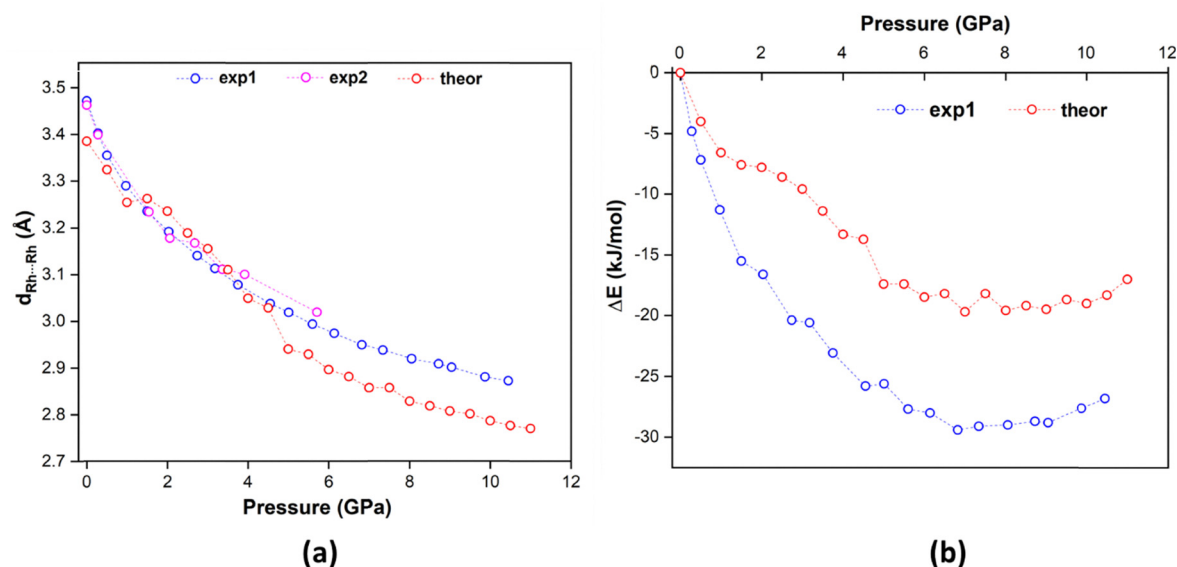 exp1 exp2 theor
3.5
3.4
3.3
3.2
3.1
3.0
2.9
2.8
2.7
dRh···Rh (Å)
0 2 4 6 8 10 12
Pressure (GPa)
(a)
Pressure (GPa)
0 2 4 6 8 10 12
exp1 theor
0
-5
-10
-15
-20
-25
-30
ΔE (kJ/mol)
(b)